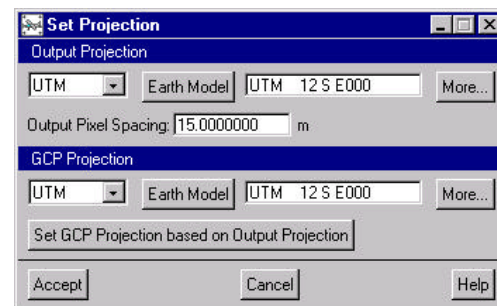 Set Projection
Output Projection
UTM Earth Model UTM 12 S E000 More...
Output Pixel Spacing: 15.0000000 m
GCP Projection
UTM Earth Model UTM 12 S E000 More...
Set GCP Projection based on Output Projection
Accept Cancel Help